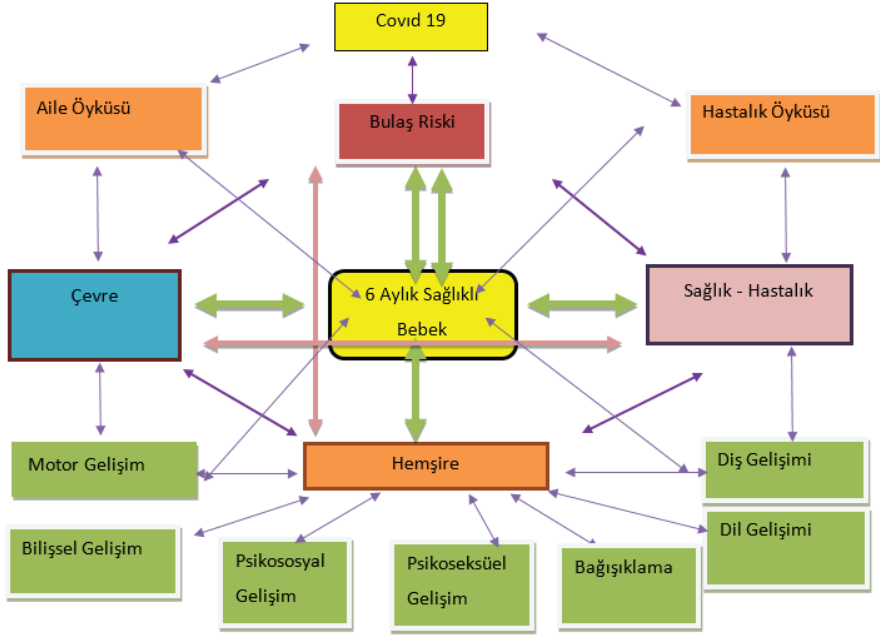 Covıd 19
Aile Öyküsü
Bulaş Riski
Hastalık Öyküsü
Çevre
6 Aylık Sağlıklı
Bebek
Sağlık - Hastalık
Motor Gelişim
Hemşire
Diş Gelişimi
Bilişsel Gelişim
Psikososyal
Gelişim
Psikoseksüel
Gelişim
Bağışıklama
Dil Gelişimi